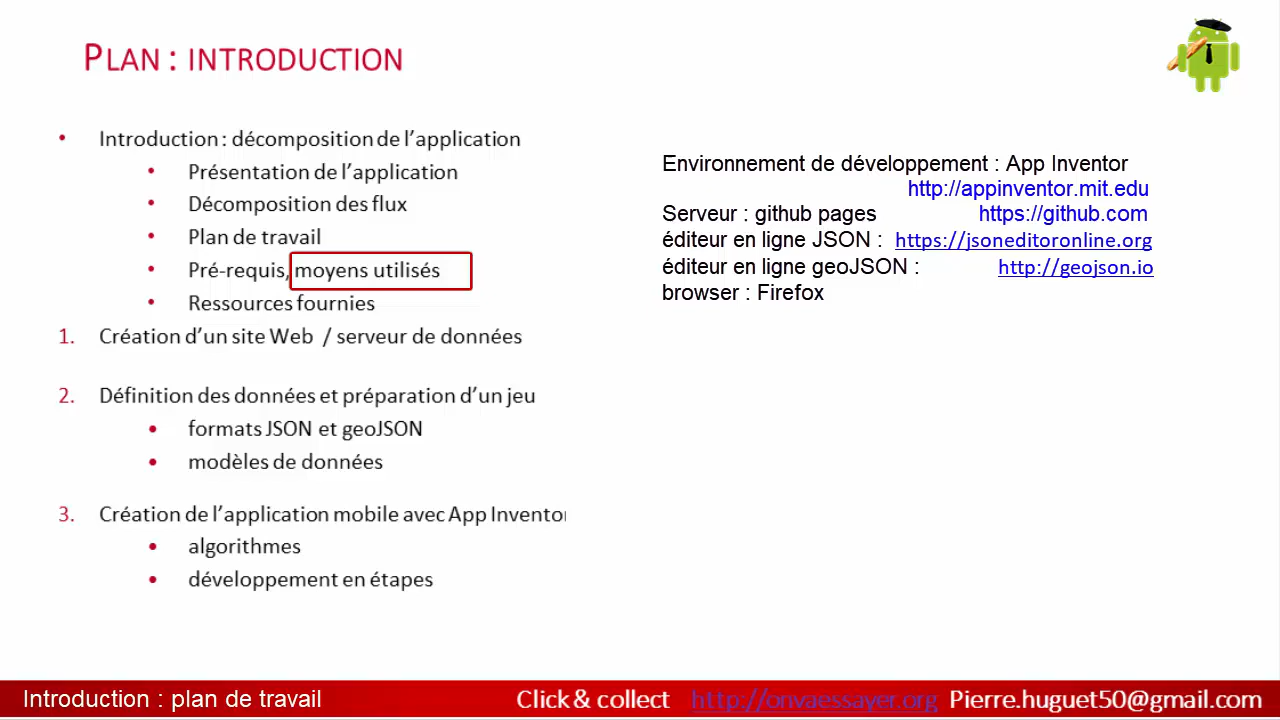 PLAN : INTRODUCTION
• Introduction : décomposition de l’application
• Présentation de l’application
• Décomposition des flux
• Plan de travail
• Pré-requis, moyens utilisés
• Ressources fournies
1. Création d’un site Web / serveur de données
2. Définition des données et préparation d’un jeu
• formats JSON et geoJSON
• modèles de données
3. Création de l’application mobile avec App Inventor
• algorithmes
• développement en étapes
Environnement de développement : App Inventor
http://appinventor.mit.edu
Serveur : github pages https://github.com
éditeur en ligne JSON : https://jsoneditoronline.org
éditeur en ligne geoJSON : http://geojson.io
browser : Firefox
Introduction : plan de travail Click & collect http://onvaessayer.org Pierre.huguet50@gmail.com